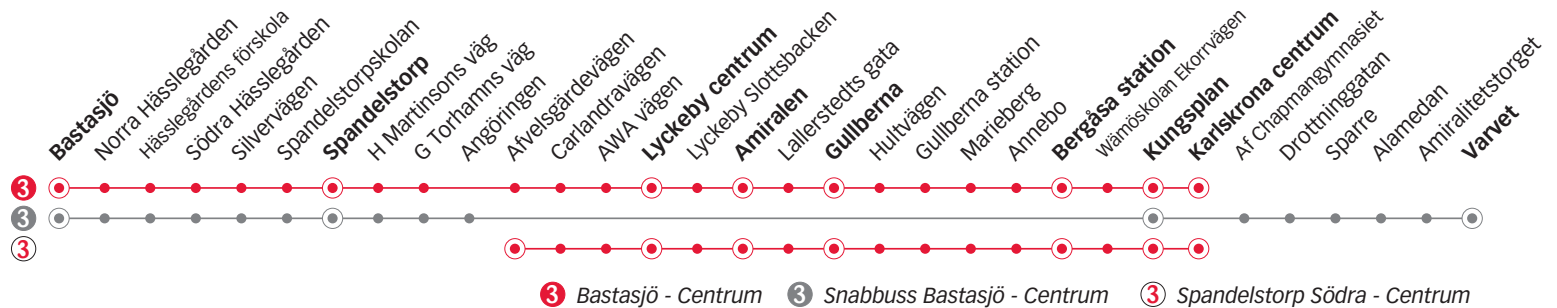 Bastasjö
Norra Hässlegården
Hässlegårdens förskola
Södra Hässlegården
Silvervägen
Spandelstorpskolan
Spandelstorp
H Martinsons väg
G Torhamns väg
Angöringen
Afvelsgärdevägen
Carlandravägen
AWA vägen
Lyckeby centrum
Lyckeby Slottsbacken
Amiralen
Lallerstedts gata
Gullberna
Hultvägen
Gullberna station
Marieberg
Annebo
Bergåsa station
Wämöskolan Ekorrvägen
Kungsplan
Karlskrona centrum
Af Chapmangymnasiet
Drottninggatan
Sparre
Alamedan
Amiralitetstorget
Varvet
3
3
3
3 Bastasjö - Centrum 3 Snabbuss Bastasjö - Centrum 3 Spandelstorp Södra - Centrum